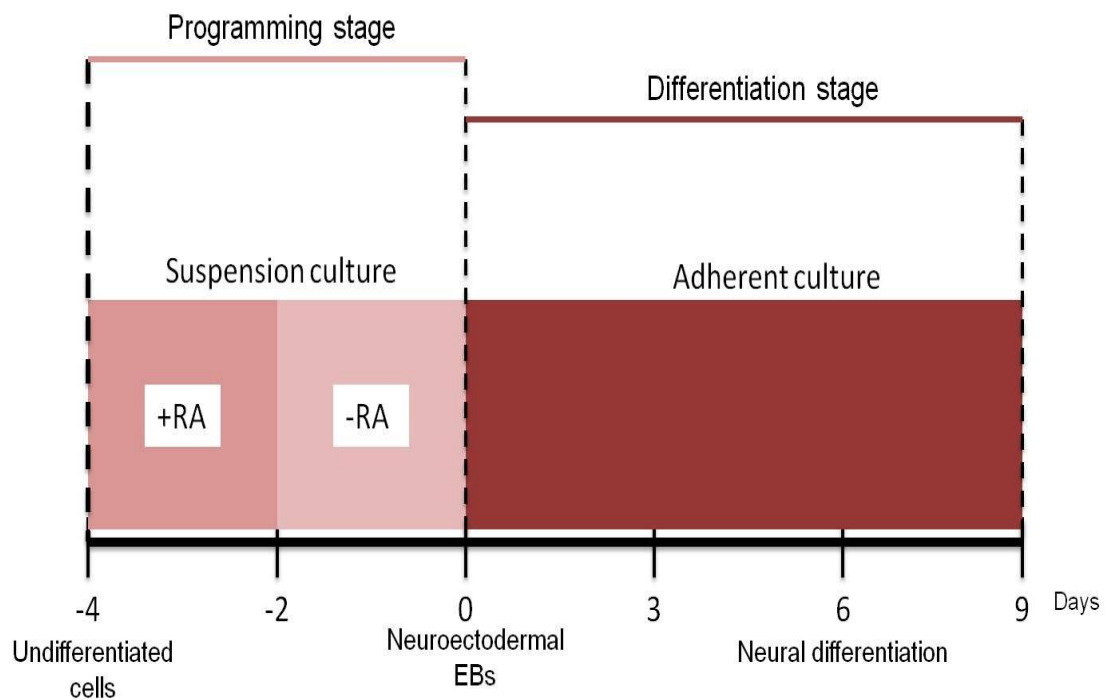 Programming stage
Differentiation stage
Suspension culture
Adherent culture
+RA
-RA
-4
-2
0
3
6
9
Days
Undifferentiated
cells
Neuroectodermal
EBs
Neural differentiation